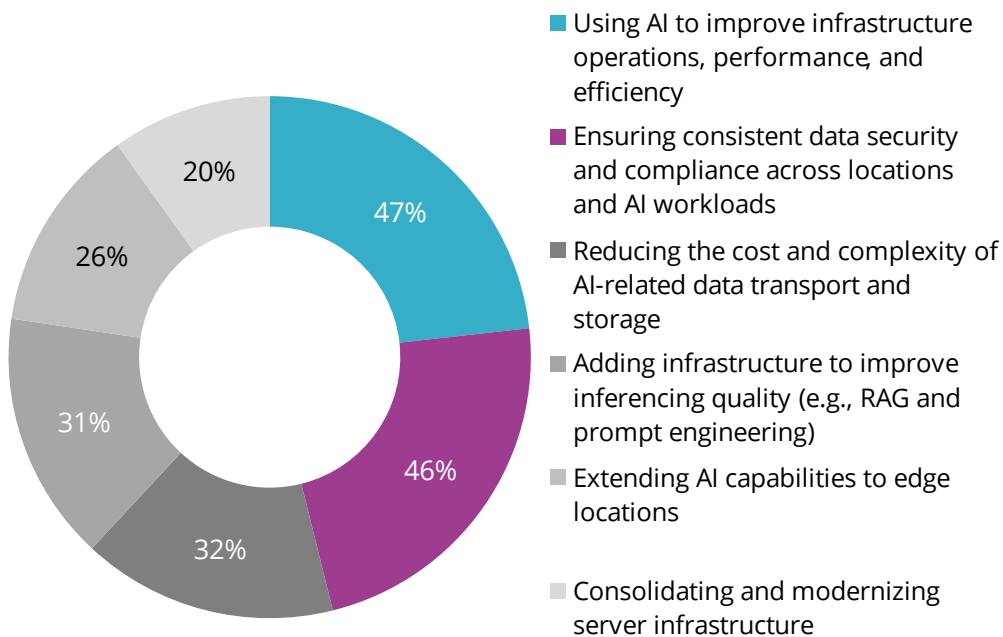 Using AI to improve infrastructure
operations, performance, and
efficiency
Ensuring consistent data security
and compliance across locations
and AI workloads
Reducing the cost and complexity of
AI-related data transport and
storage
Adding infrastructure to improve
inferencing quality (e.g., RAG and
prompt engineering)
Extending AI capabilities to edge
locations
Consolidating and modernizing
server infrastructure
47%
46%
32%
31%
26%
20%